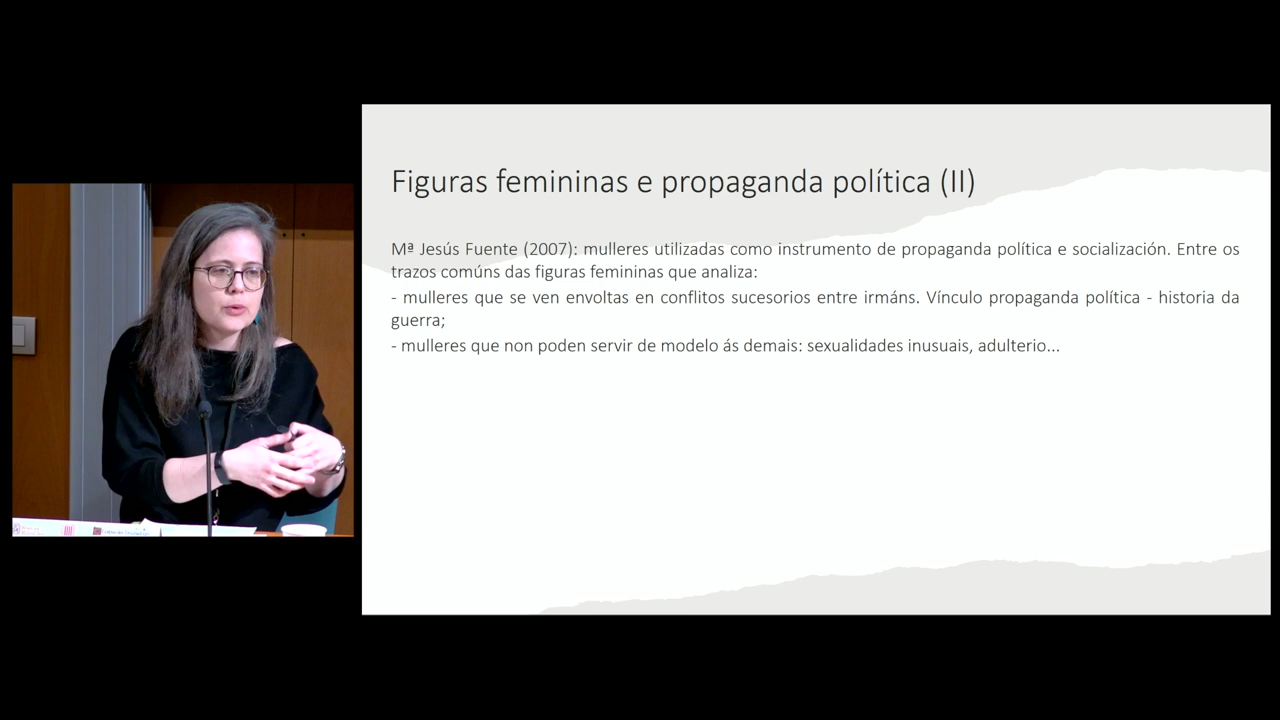 Figuras femininas e propaganda política (II)
Mª Jesús Fuente (2007): mulleres utilizadas como instrumento de propaganda política e socialización. Entre os
trazos comúns das figuras femininas que analiza:
- mulleres que se ven envoltas en conflitos sucesorios entre irmáns. Vínculo propaganda política - historia da
guerra;
- mulleres que non poden servir de modelo ás demais: sexualidades inusuais, adulterio...